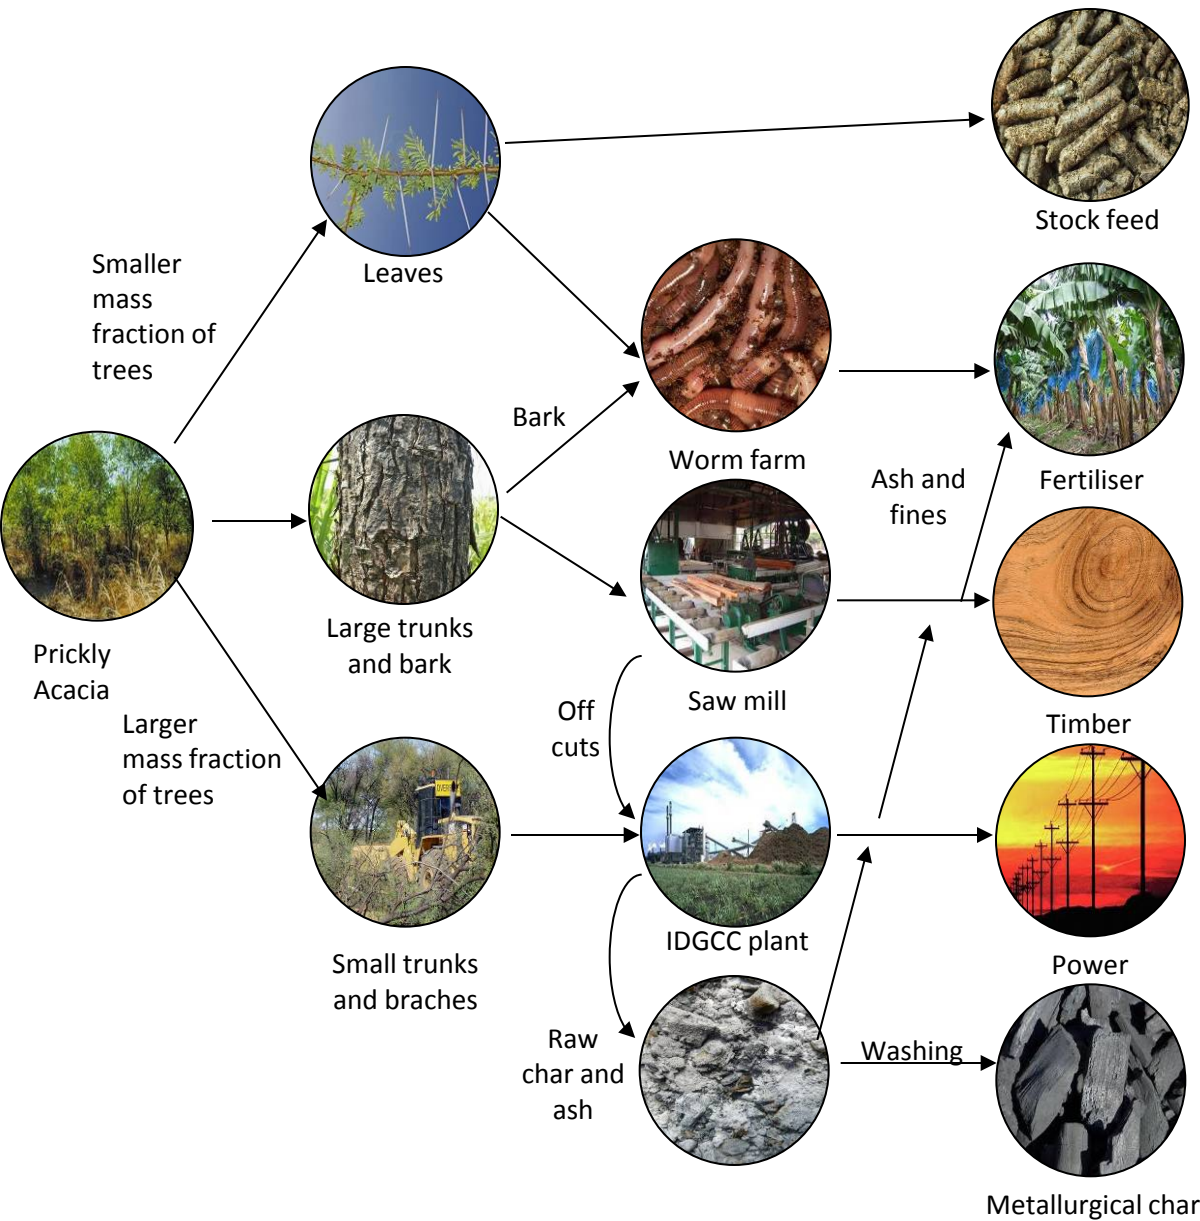 Stock feed
Leaves
Smaller
mass
fraction of
trees
Bark
Worm farm
Ash and
fines
Fertiliser
Prickly
Acacia
Large trunks
and bark
Saw mill
Off
cuts
Timber
Larger
mass fraction
of trees
IDGCC plant
Power
Small trunks
and braches
Raw
char and
ash
Washing
Metallurgical char